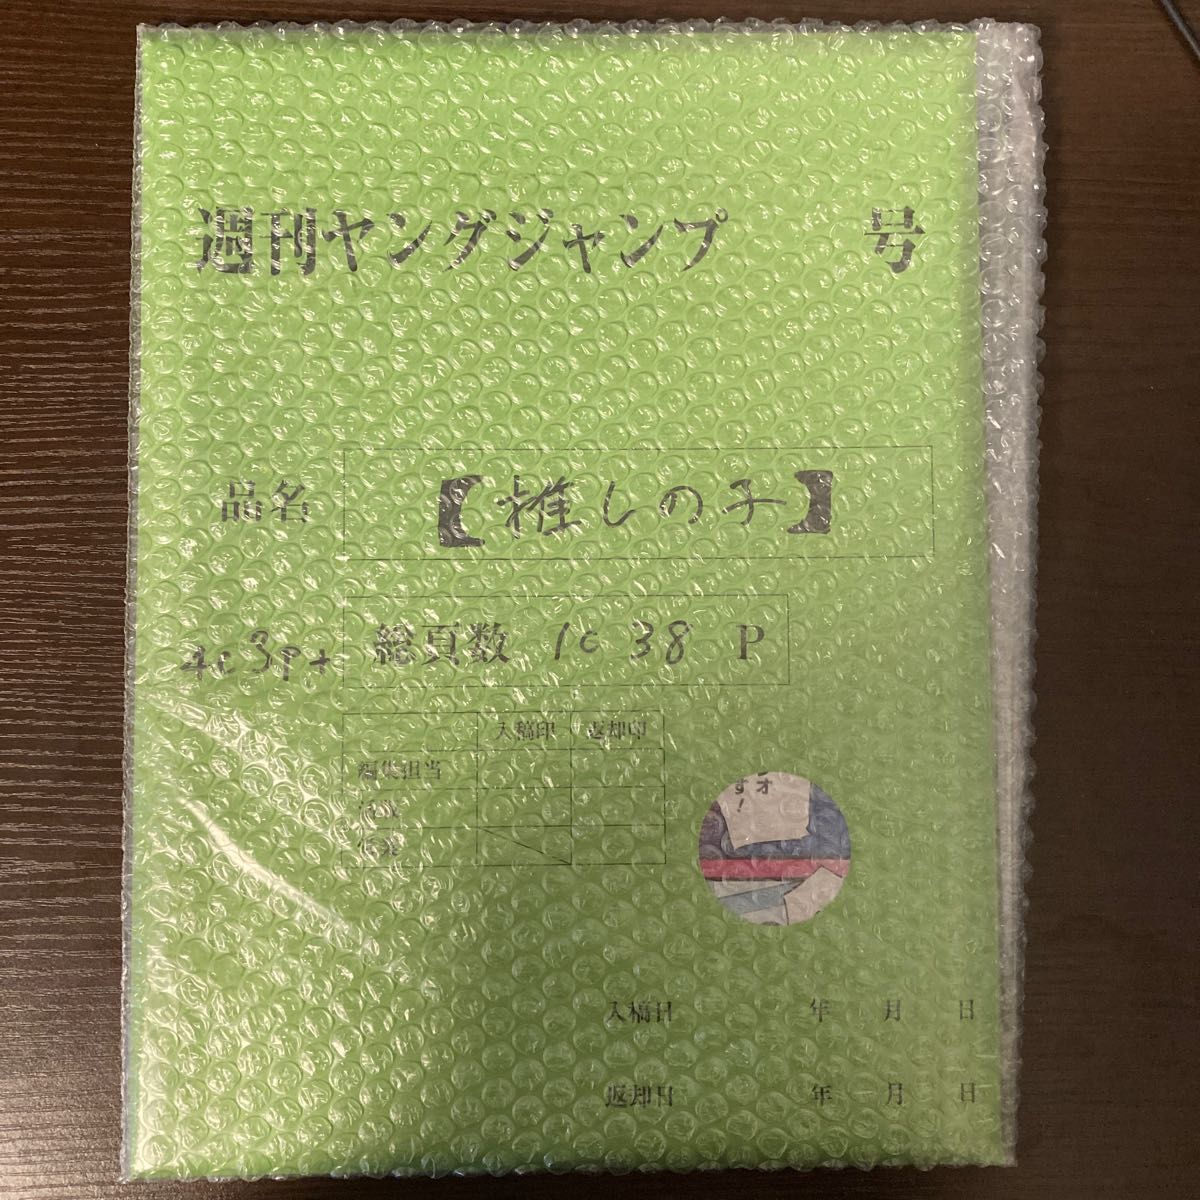 週刊ヤングジャンプ 号
品名 【推しの子】
4c3p+ 総頁数 1c 38 P
入稿印 返却印
編集担当
オ
す!
入稿日 年 月 日
返却日 年 月 日